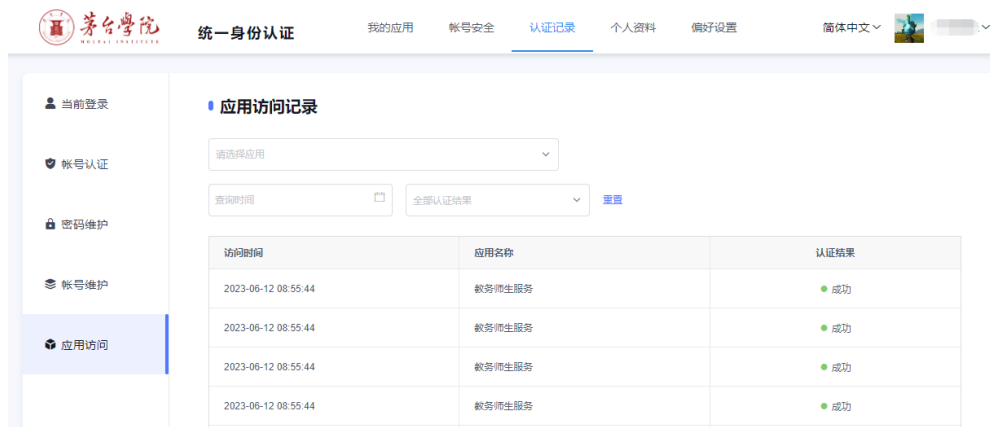 茅台學院
MOUTAI INSTITUTE
统一身份认证
我的应用 帐号安全 认证记录 个人资料 偏好设置 简体中文
当前登录
帐号认证
密码维护
帐号维护
应用访问
应用访问记录
请选择应用
查询时间 全部认证结果 重置
访问时间 应用名称 认证结果
2023-06-12 08:55:44 教务师生服务 成功
2023-06-12 08:55:44 教务师生服务 成功
2023-06-12 08:55:44 教务师生服务 成功
2023-06-12 08:55:44 教务师生服务 成功